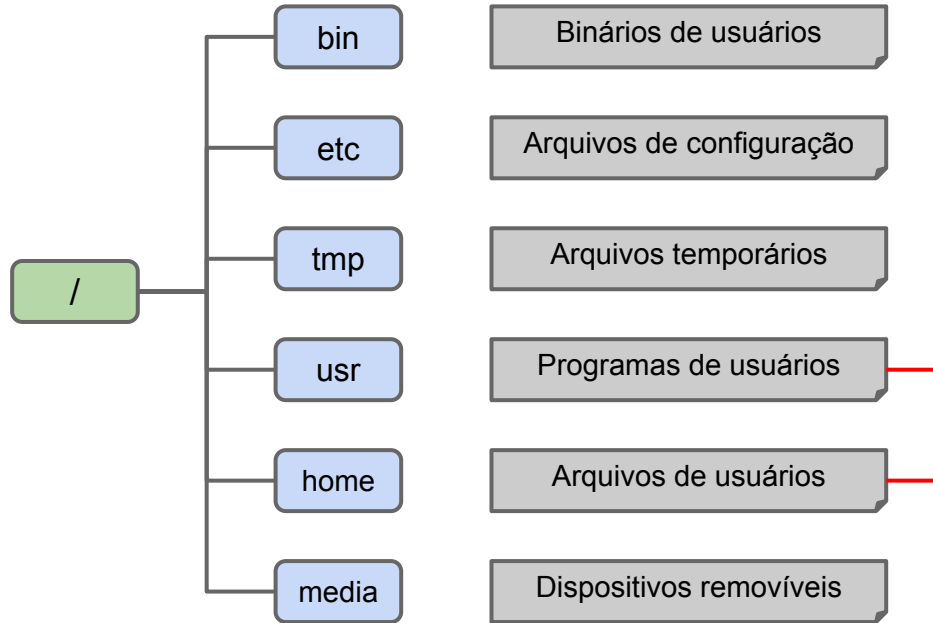 bin
Binários de usuários
etc
Arquivos de configuração
tmp
Arquivos temporários
/
usr
Programas de usuários
home
Arquivos de usuários
media
Dispositivos removíveis